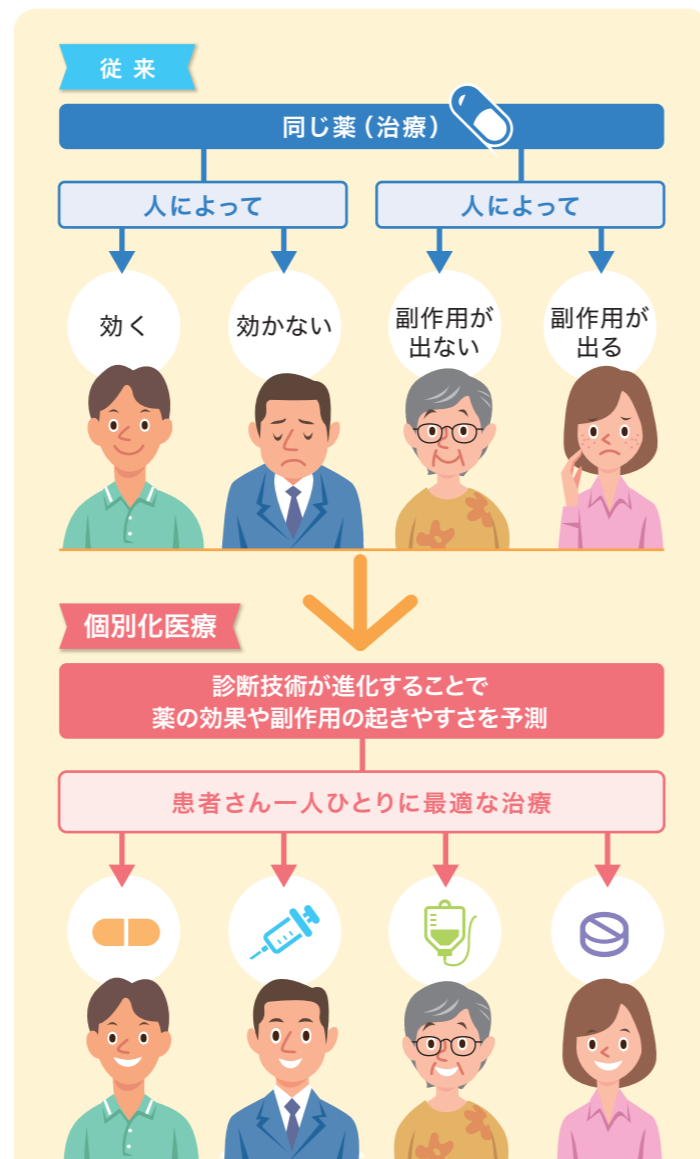 従来
同じ薬（治療）
人によって
人によって
効く
効かない
副作用が
出ない
副作用が
出る
個別化医療
診断技術が進化することで
薬の効果や副作用の起きやすさを予測
患者さん一人ひとりに最適な治療